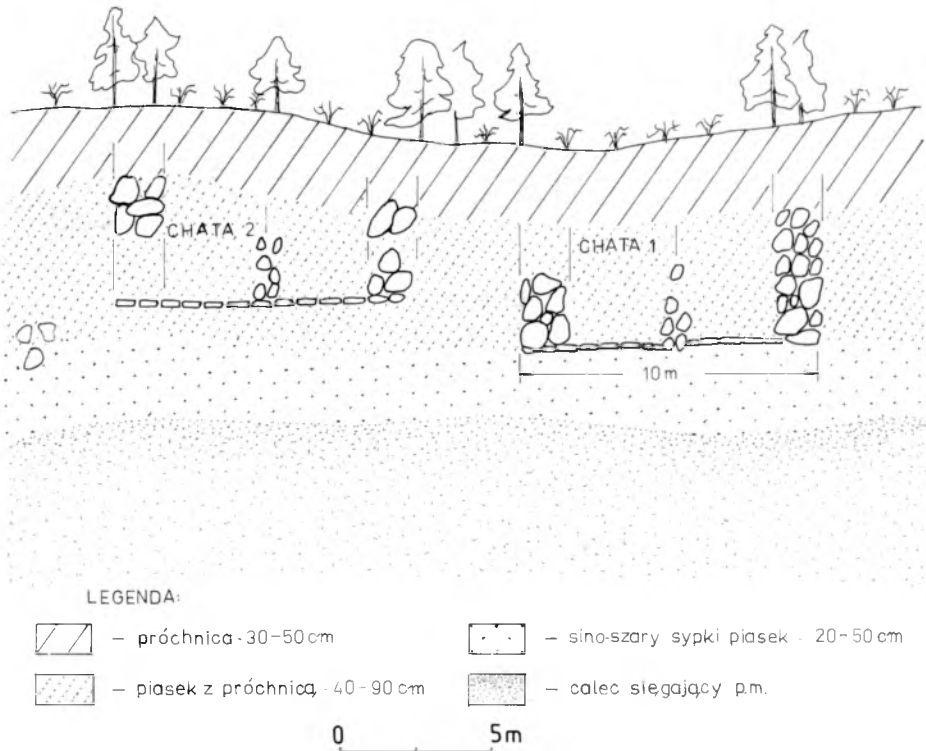 CHATA 2
CHATA 1
10 m
LEGENDA:
– próchnica - 30-50 cm
– sino-szary sypki piasek - 20-50 cm
– piasek z próchnicą - 40-90 cm
– calec sięgający p.m.
0 5m